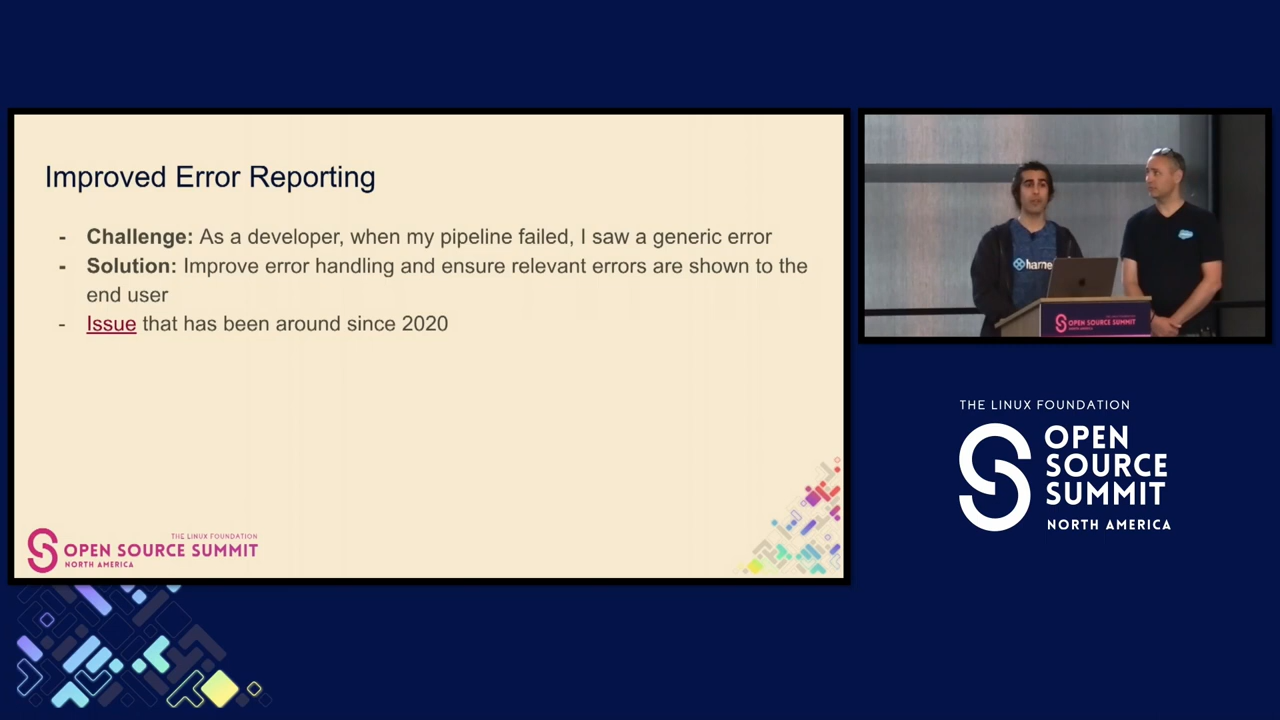 Improved Error Reporting
- Challenge: As a developer, when my pipeline failed, I saw a generic error
- Solution: Improve error handling and ensure relevant errors are shown to the
end user
- Issue that has been around since 2020
THE LINUX FOUNDATION
OPEN SOURCE SUMMIT
NORTH AMERICA
harne
OPEN SOURCE SUMMIT
THE LINUX FOUNDATION
OPEN
SOURCE
SUMMIT
NORTH AMERICA